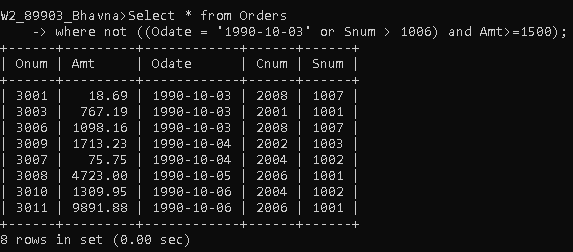 W2_89903_Bhavna>Select * from Orders
    -> where not ((Odate = '1990-10-03' or Snum > 1006) and Amt>=1500);
+------+---------+------------+------+------+
| Onum | Amt     | Odate      | Cnum | Snum |
+------+---------+------------+------+------+
| 3001 |   18.69 | 1990-10-03 | 2008 | 1007 |
| 3003 |  767.19 | 1990-10-03 | 2001 | 1001 |
| 3006 | 1098.16 | 1990-10-03 | 2008 | 1007 |
| 3009 | 1713.23 | 1990-10-04 | 2002 | 1003 |
| 3007 |   75.75 | 1990-10-04 | 2004 | 1002 |
| 3008 | 4723.00 | 1990-10-05 | 2006 | 1001 |
| 3010 | 1309.95 | 1990-10-06 | 2004 | 1002 |
| 3011 | 9891.88 | 1990-10-06 | 2006 | 1001 |
+------+---------+------------+------+------+
8 rows in set (0.00 sec)